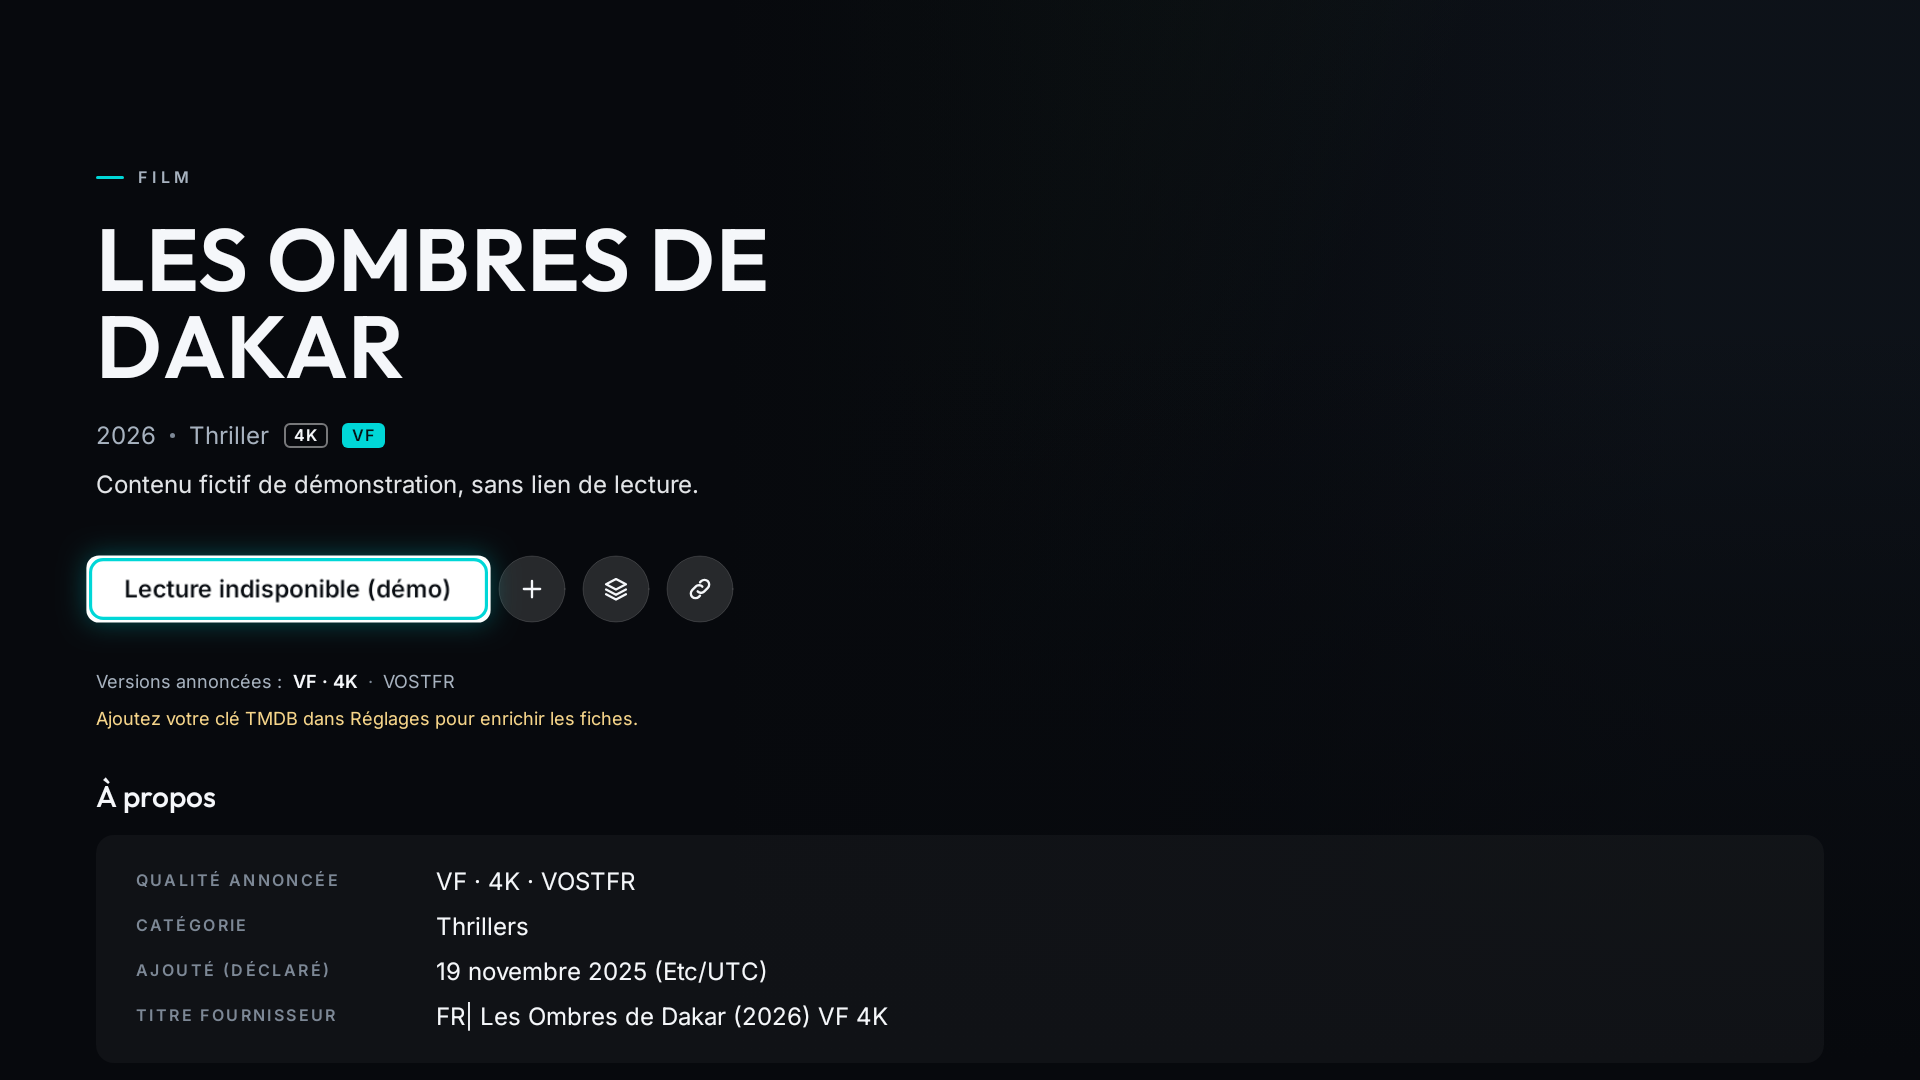 FILM
LES OMBRES DE
DAKAR
2026 • Thriller 4K VF
Contenu fictif de démonstration, sans lien de lecture.
Lecture indisponible (démo)
Versions annoncées : VF · 4K · VOSTFR
Ajoutez votre clé TMDB dans Réglages pour enrichir les fiches.
À propos
QUALITÉ ANNONCÉE VF · 4K · VOSTFR
CATÉGORIE Thrillers
AJOUTÉ (DÉCLARÉ) 19 novembre 2025 (Etc/UTC)
TITRE FOURNISSEUR FR| Les Ombres de Dakar (2026) VF 4K